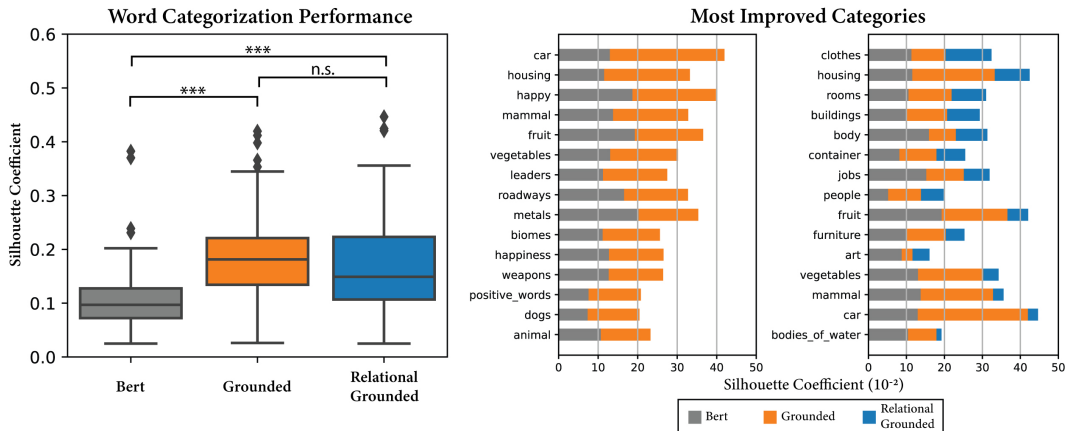 Word Categorization Performance
Silhouette Coefficient
0.6
0.5
0.4
0.3
0.2
0.1
0.0
***
n.s.
***
Bert
Grounded
Relational
Grounded
Most Improved Categories
car
housing
happy
mammal
fruit
vegetables
leaders
roadways
metals
biomes
happiness
weapons
positive_words
dogs
animal
0 10 20 30 40 50
clothes
housing
rooms
buildings
body
container
jobs
people
fruit
furniture
art
vegetables
mammal
car
bodies_of_water
0 10 20 30 40 50
Silhouette Coefficient (10⁻²)
Bert
Grounded
Relational
Grounded